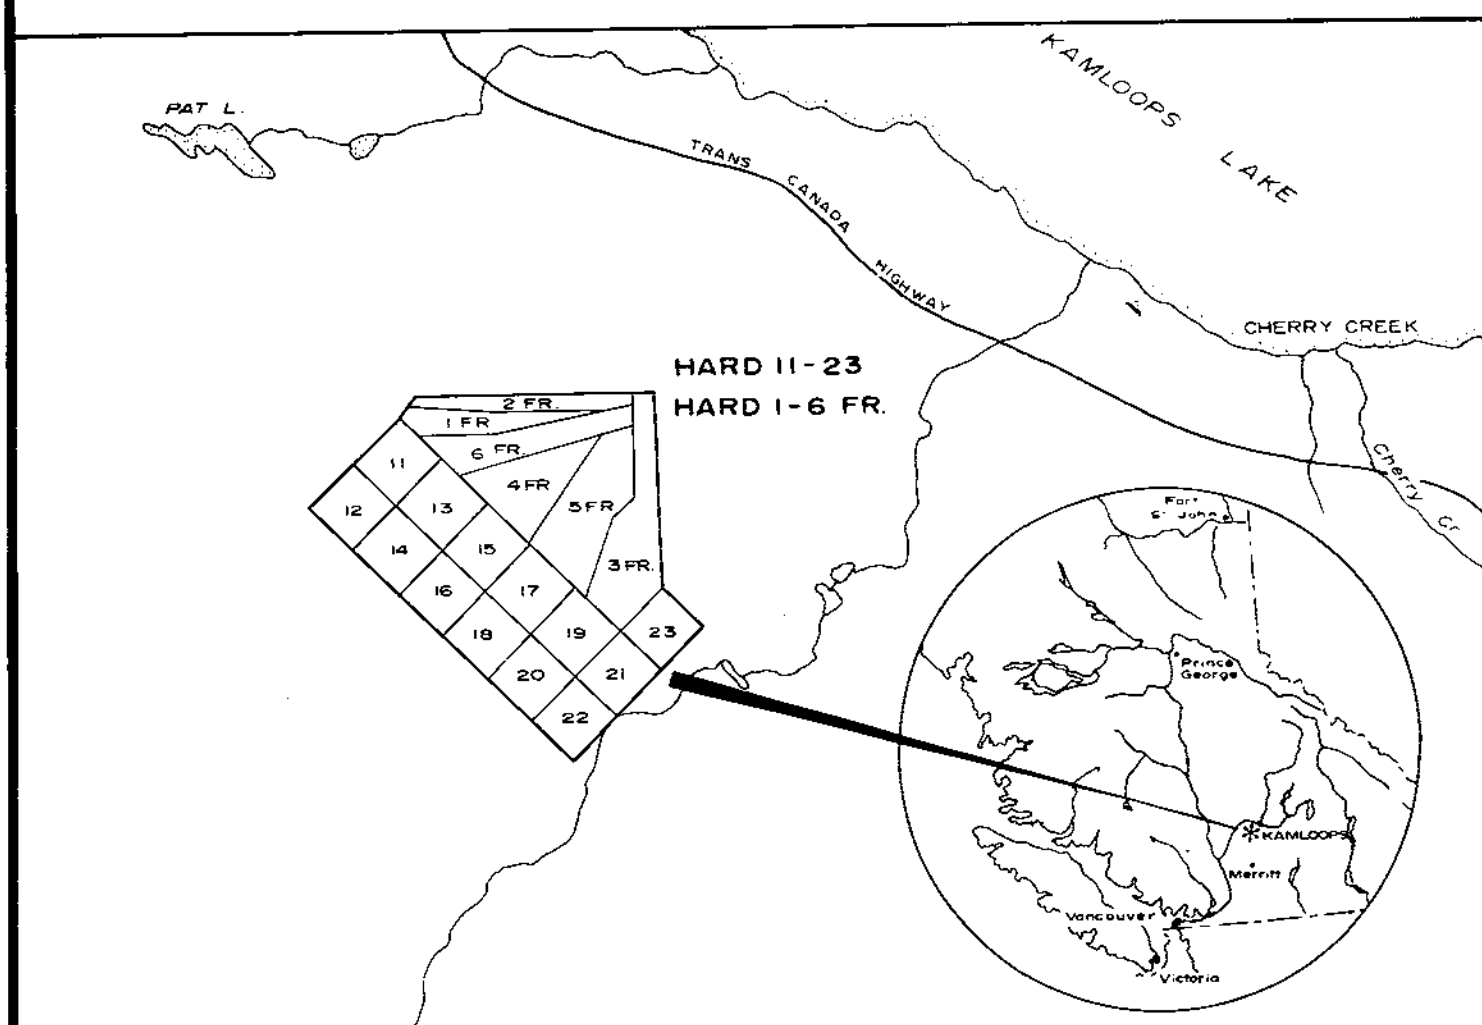 KAMLOOPS
LAKE
PAT L.
TRANS
CANADA
HIGHWAY
CHERRY CREEK
HARD 11-23
HARD 1-6 FR.
2 FR.
1 FR
6 FR.
4 FR
5 FR
3 FR.
11
12
13
14
15
16
17
18
19
20
21
22
23
Cherry Cr
Fort
St John
Prince
George
KAMLOOPS
Merritt
Vancouver
Victoria